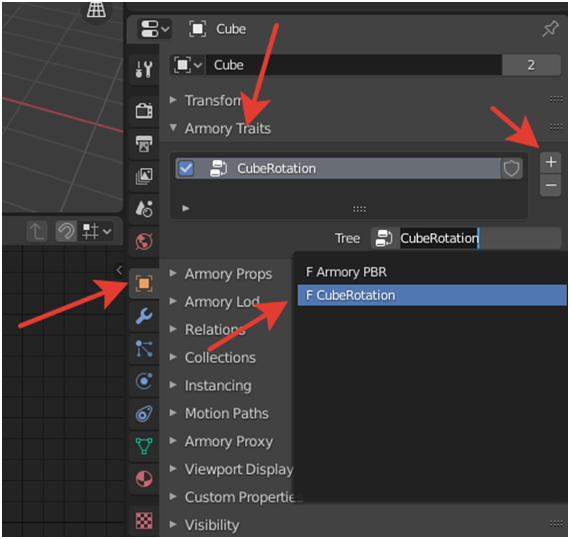 Cube
Cube 2
Transform
Armory Traits
CubeRotation
Tree CubeRotation
F Armory PBR
F CubeRotation
Armory Props
Armory Lod
Relations
Collections
Instancing
Motion Paths
Armory Proxy
Viewport Display
Custom Properties
Visibility